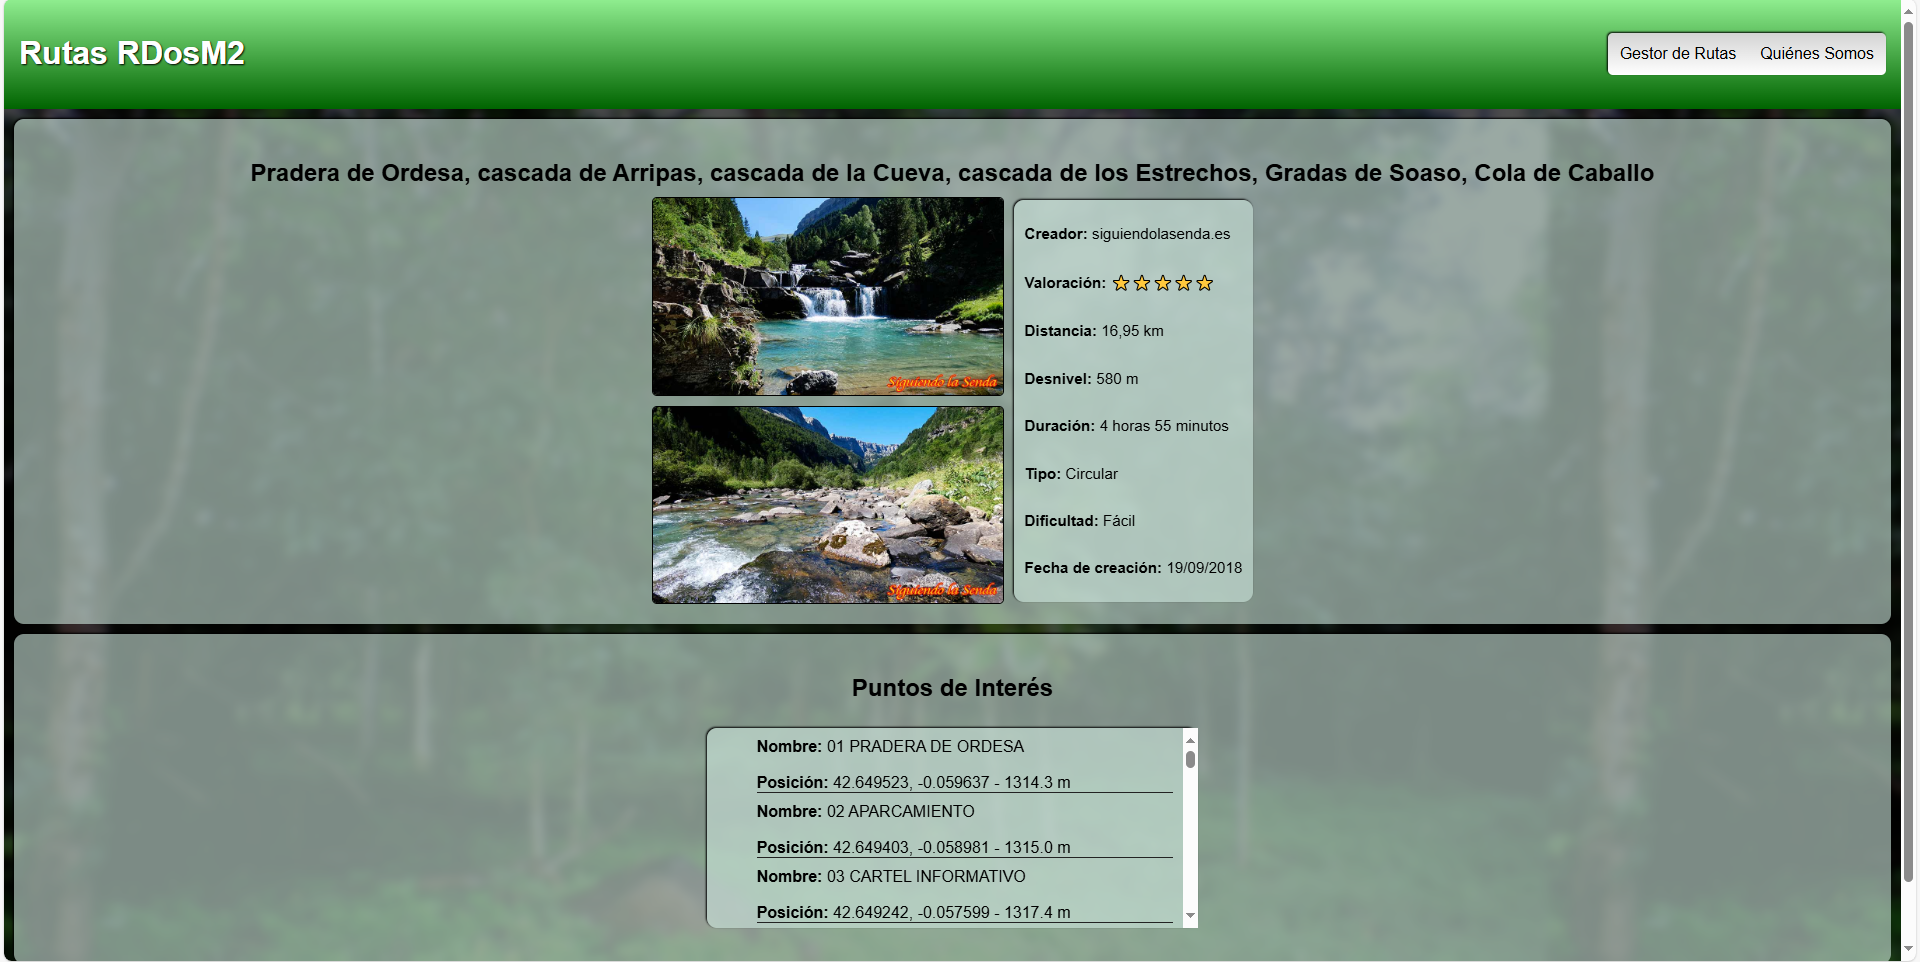 Rutas RDosM2
Gestor de Rutas Quiénes Somos
Pradera de Ordesa, cascada de Arripas, cascada de la Cueva, cascada de los Estrechos, Gradas de Soaso, Cola de Caballo
Siguiendo la Senda
Siguiendo la Senda
Creador: siguiendolasenda.es
Valoración:
Distancia: 16,95 km
Desnivel: 580 m
Duración: 4 horas 55 minutos
Tipo: Circular
Dificultad: Fácil
Fecha de creación: 19/09/2018
Puntos de Interés
Nombre: 01 PRADERA DE ORDESA
Posición: 42.649523, -0.059637 - 1314.3 m
Nombre: 02 APARCAMIENTO
Posición: 42.649403, -0.058981 - 1315.0 m
Nombre: 03 CARTEL INFORMATIVO
Posición: 42.649242, -0.057599 - 1317.4 m